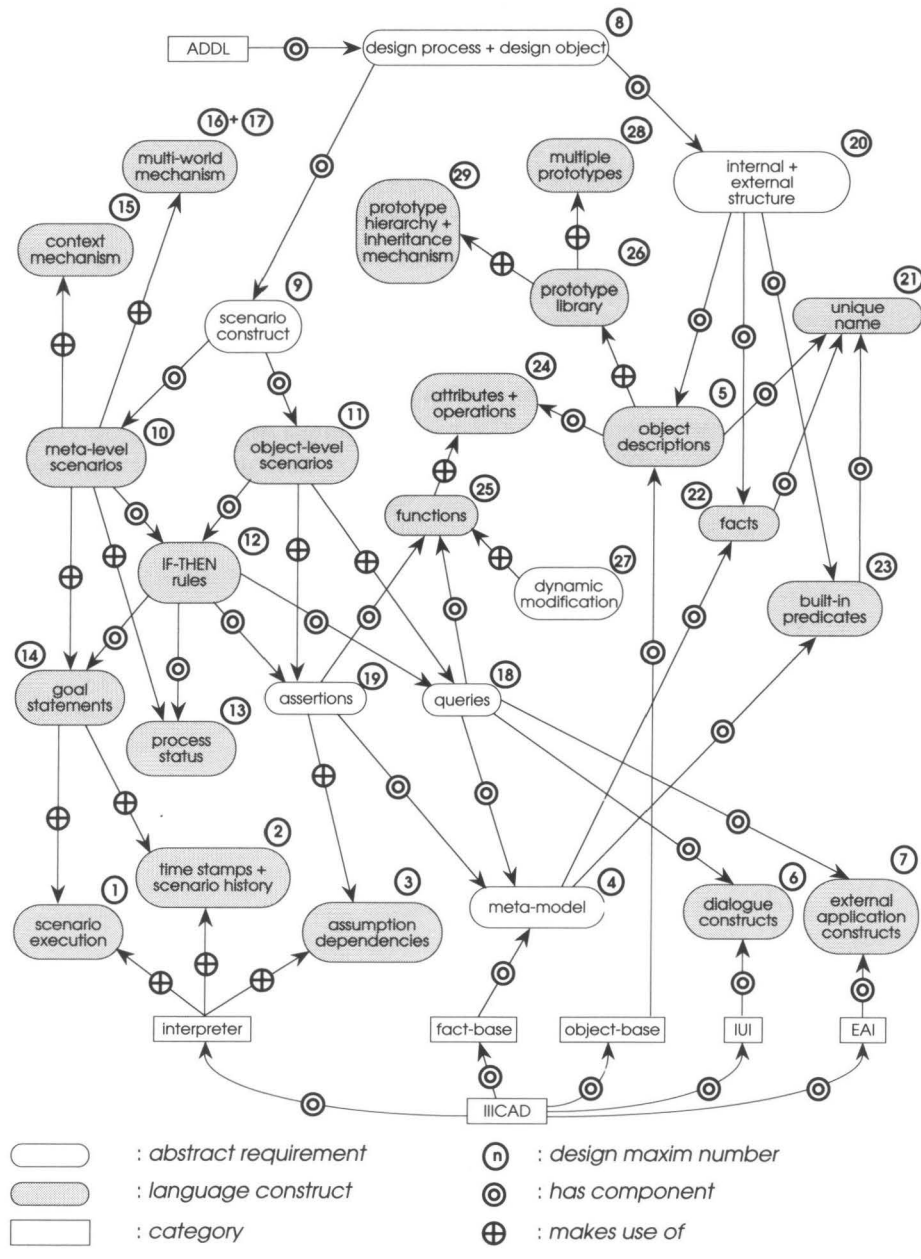 8
ADDL
design process + design object
16 + 17
multi-world
mechanism
28
multiple
prototypes
20
internal +
external
structure
15
context
mechanism
29
prototype
hierarchy +
inheritance
mechanism
26
prototype
library
9
scenario
construct
21
unique
name
24
attributes +
operations
5
object
descriptions
10
meta-level
scenarios
11
object-level
scenarios
25
functions
22
facts
12
IF-THEN
rules
27
dynamic
modification
23
built-in
predicates
14
goal
statements
19
assertions
18
queries
13
process
status
2
time stamps +
scenario history
1
scenario
execution
3
assumption
dependencies
4
meta-model
6
dialogue
constructs
7
external
application
constructs
interpreter
fact-base
object-base
IUI
EAI
IIICAD
: abstract requirement
n : design maxim number
: language construct
: has component
: category
: makes use of